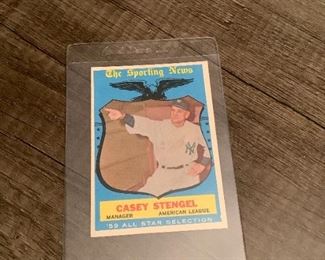 The Sporting News
CASEY STENGEL
MANAGER AMERICAN LEAGUE
'59 ALL STAR SELECTION